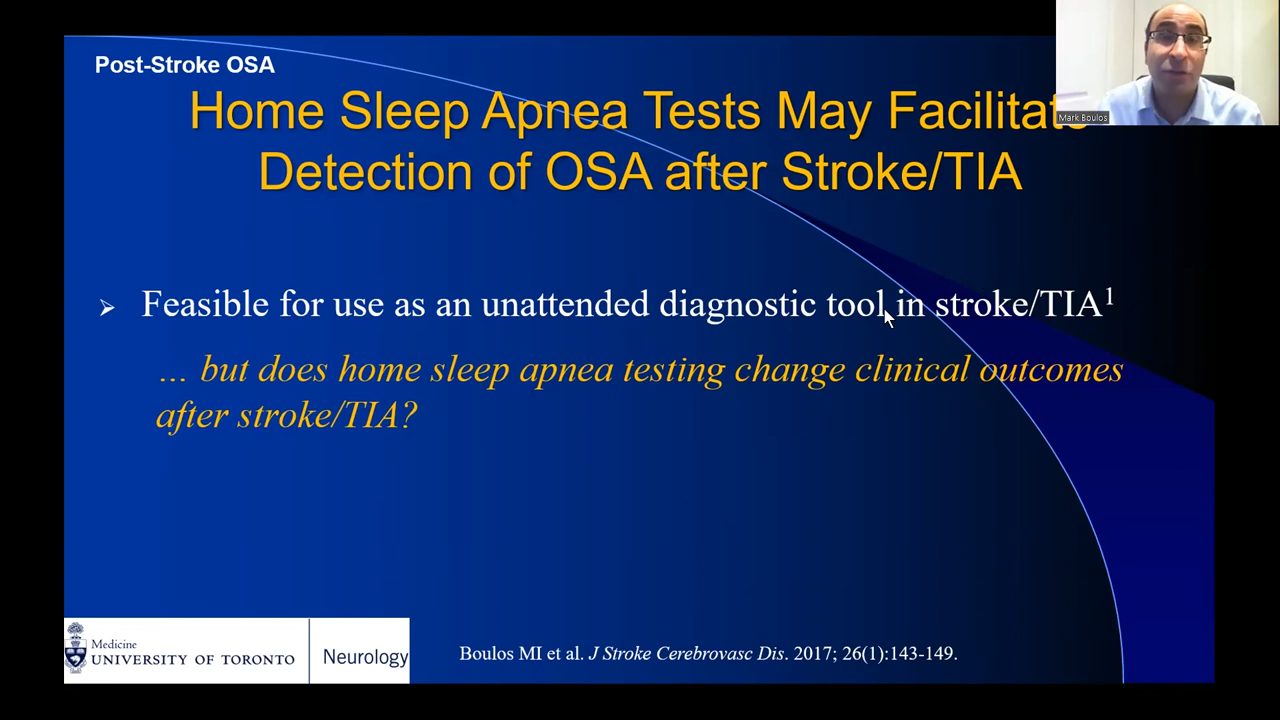 Post-Stroke OSA
Home Sleep Apnea Tests May Facilitate
Detection of OSA after Stroke/TIA
Mark Boulos
➢ Feasible for use as an unattended diagnostic tool in stroke/TIA¹
... but does home sleep apnea testing change clinical outcomes
after stroke/TIA?
Medicine
UNIVERSITY OF TORONTO
Neurology
Boulos MI et al. J Stroke Cerebrovasc Dis. 2017; 26(1):143-149.